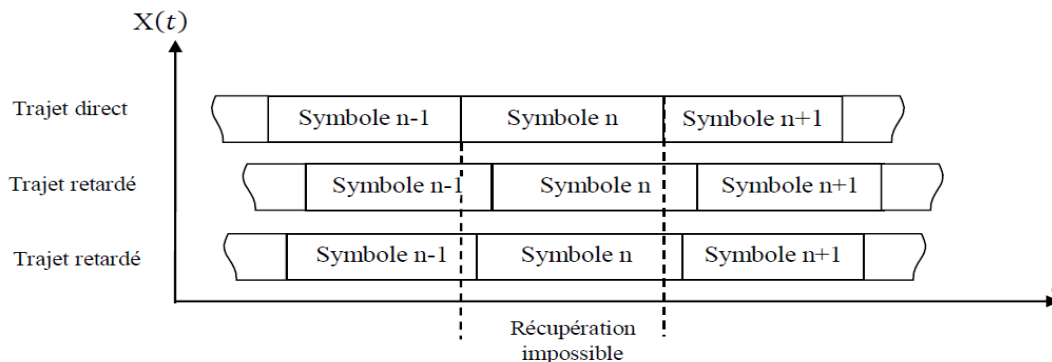 X(t)
Trajet direct
Symbole n-1
Symbole n
Symbole n+1
Trajet retardé
Symbole n-1
Symbole n
Symbole n+1
Trajet retardé
Symbole n-1
Symbole n
Symbole n+1
Récupération
impossible